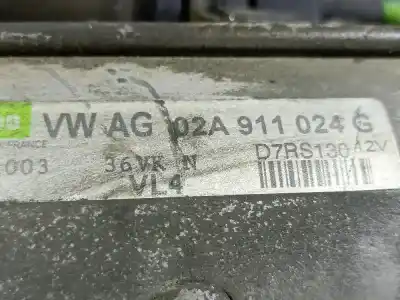 VW AG 02A 911 024 G
FRANCE
003 36VK N D7RS130 12V
VL4